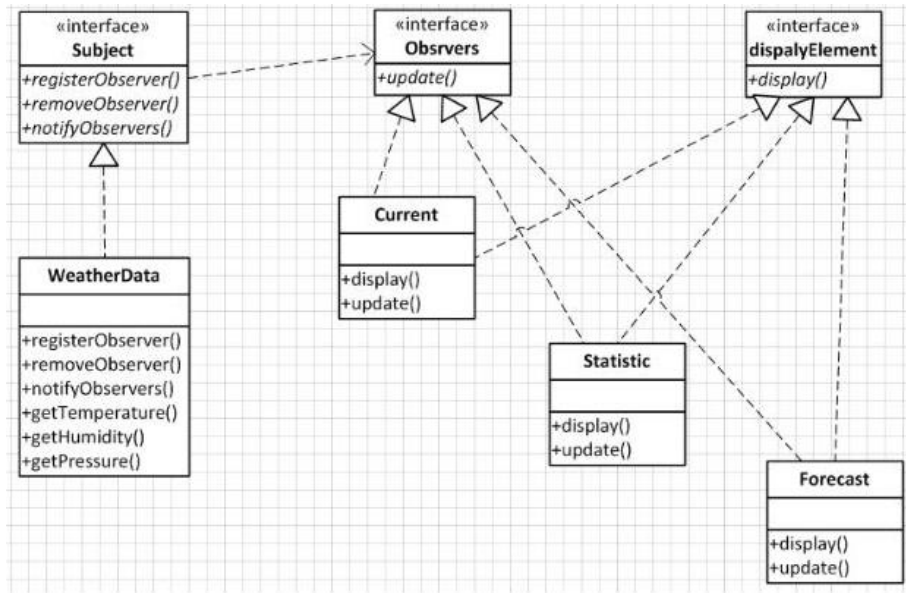 «interface»
Subject
+registerObserver()
+removeObserver()
+notifyObservers()
«interface»
Obsrvers
+update()
«interface»
dispalyElement
+display()
Current
+display()
+update()
WeatherData
+registerObserver()
+removeObserver()
+notifyObservers()
+getTemperature()
+getHumidity()
+getPressure()
Statistic
+display()
+update()
Forecast
+display()
+update()